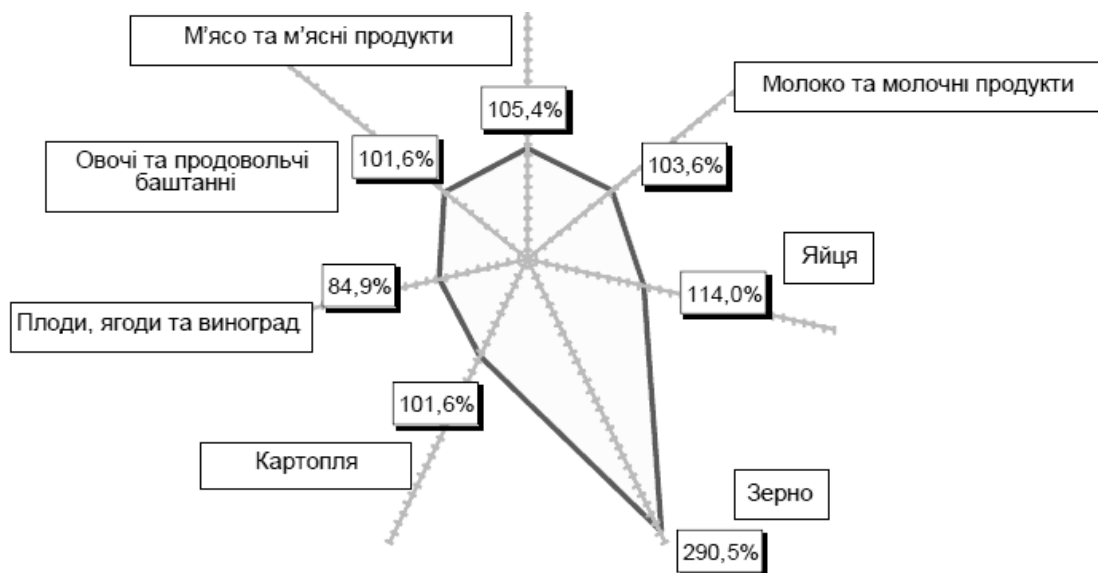 М'ясо та м'ясні продукти
105,4%
Молоко та молочні продукти
103,6%
101,6%
Овочі та продовольчі
баштанні
Яйця
114,0%
84,9%
Плоди, ягоди та виноград
101,6%
Картопля
Зерно
290,5%